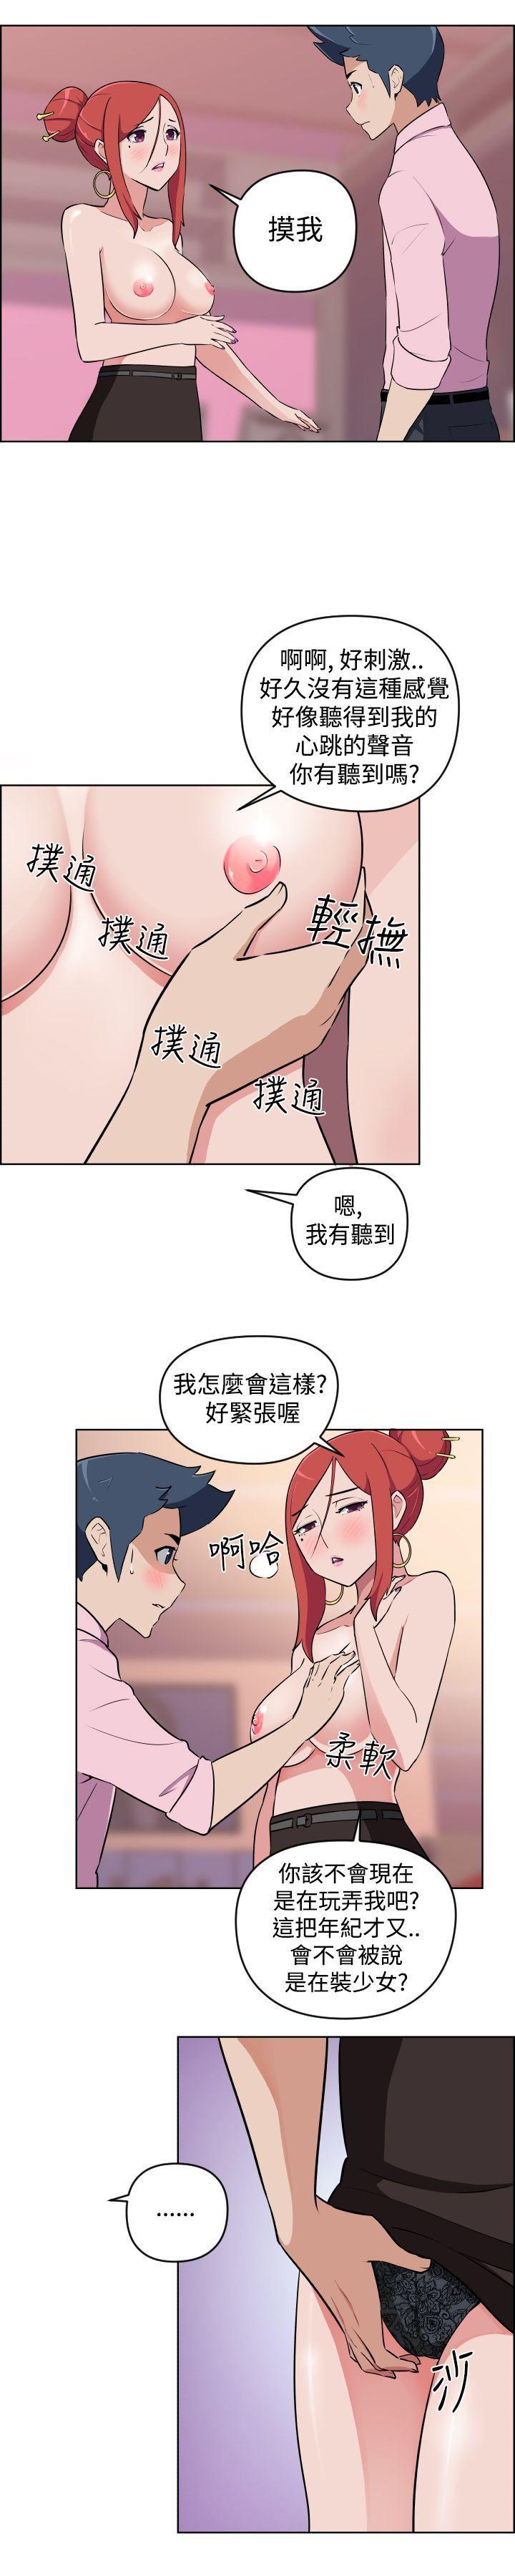 摸我
啊啊, 好刺激..
好久沒有這種感覺
好像聽得到我的
心跳的聲音
你有聽到嗎?
撲通
撲通
輕撫
撲通
撲通
嗯,
我有聽到
我怎麼會這樣?
好緊張喔
啊哈
柔軟
你該不會現在
是在玩弄我吧?
這把年紀才又..
會不會被說
是在裝少女?
......
沙